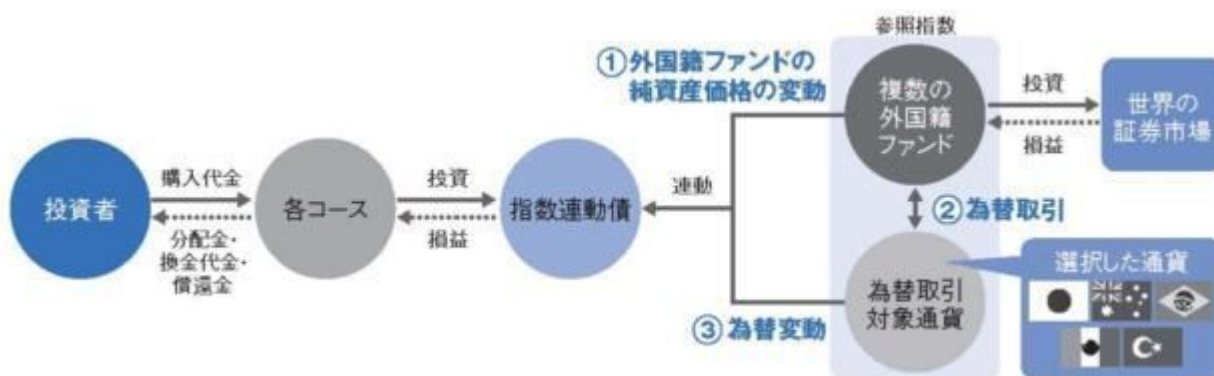 参照指数
①外国籍ファンドの
純資産価格の変動
複数の
外国籍
ファンド
投資
損益
世界の
証券市場
投資者
購入代金
分配金・
換金代金・
償還金
各コース
投資
損益
指数連動債
連動
②為替取引
③為替変動
為替取引
対象通貨
選択した通貨